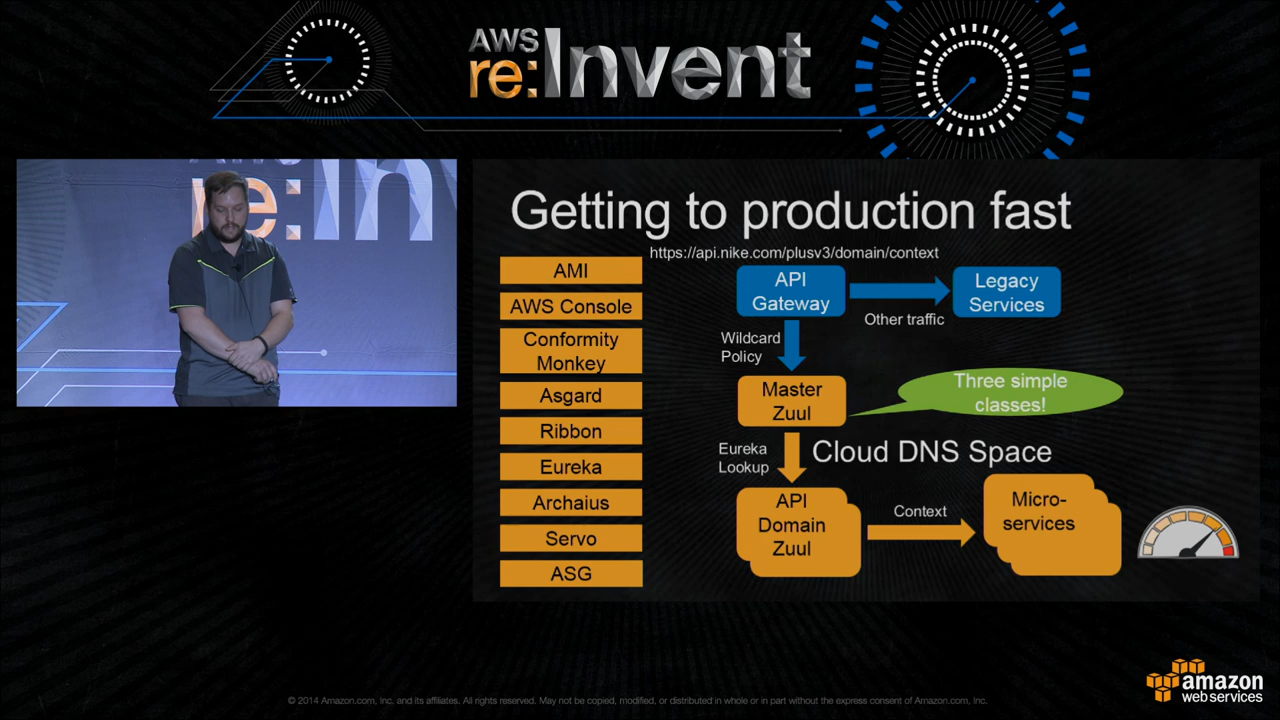 AWS
re:Invent
AWS
re:In
Getting to production fast
https://api.nike.com/plusv3/domain/context
AMI
AWS Console
Conformity
Monkey
Asgard
Ribbon
Eureka
Archaius
Servo
ASG
API
Gateway
Legacy
Services
Other traffic
Wildcard
Policy
Master
Zuul
Three simple
classes!
Eureka
Lookup
Cloud DNS Space
API
Domain
Zuul
Context
Micro-
services
amazon
web services
© 2014 Amazon.com, Inc. and its affiliates. All rights reserved. May not be copied, modified, or distributed in whole or in part without the express consent of Amazon.com, Inc.